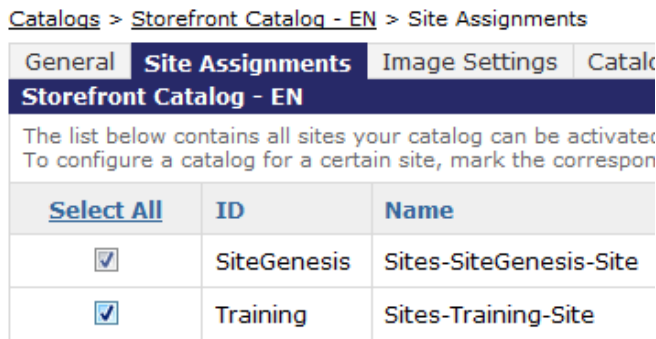 Catalogs > Storefront Catalog - EN > Site Assignments
General Site Assignments Image Settings
Storefront Catalog - EN
The list below contains all sites your catalog can be
To configure a catalog for a certain site, mark the
Select All ID Name
SiteGenesis Sites-SiteGenesis-Site
Training Sites-Training-Site